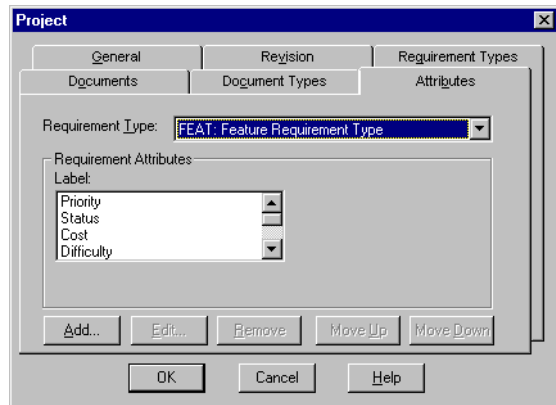 Project
General Revision Requirement Types
Documents Document Types Attributes
Requirement Type: FEAT: Feature Requirement Type
Requirement Attributes
Label:
Priority
Status
Cost
Difficulty
Add... Edit... Remove Move Up Move Down
OK Cancel Help